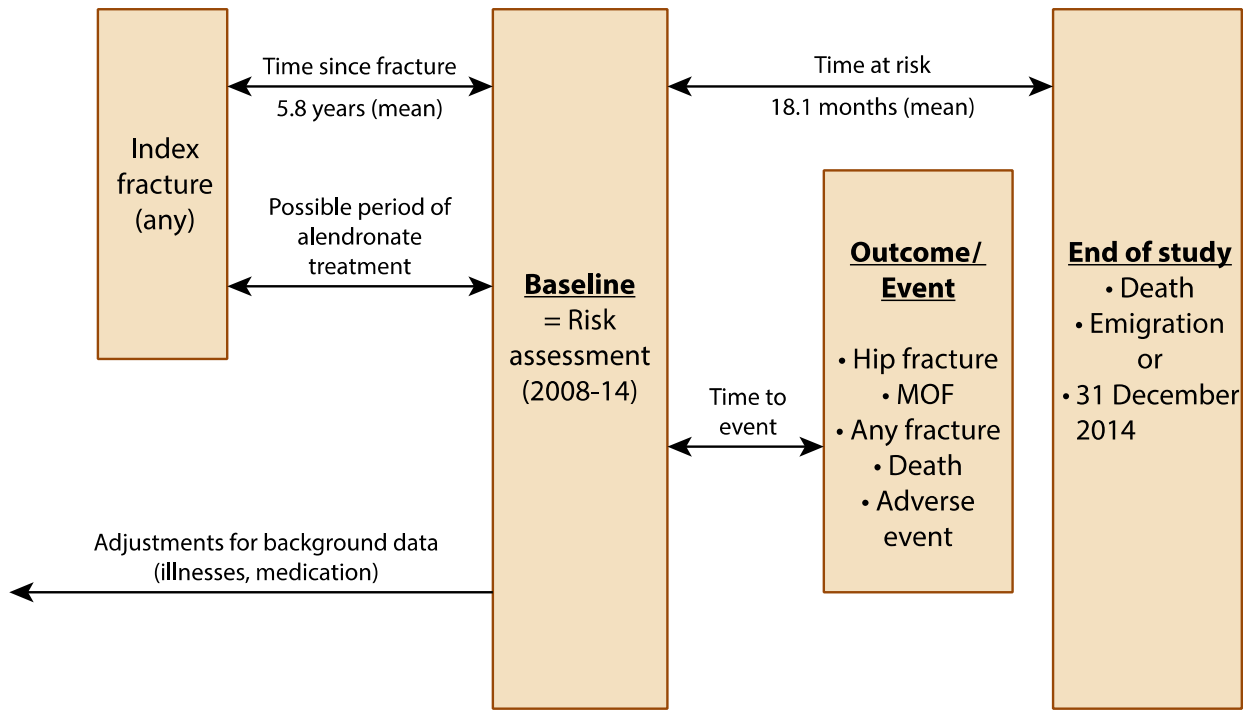 Index
fracture
(any)
Time since fracture
5.8 years (mean)
Possible period of
alendronate
treatment
Adjustments for background data
(illnesses, medication)
Baseline
= Risk
assessment
(2008-14)
Time at risk
18.1 months (mean)
Time to
event
Outcome/
Event
• Hip fracture
• MOF
• Any fracture
• Death
• Adverse
event
End of study
• Death
• Emigration
or
• 31 December
2014